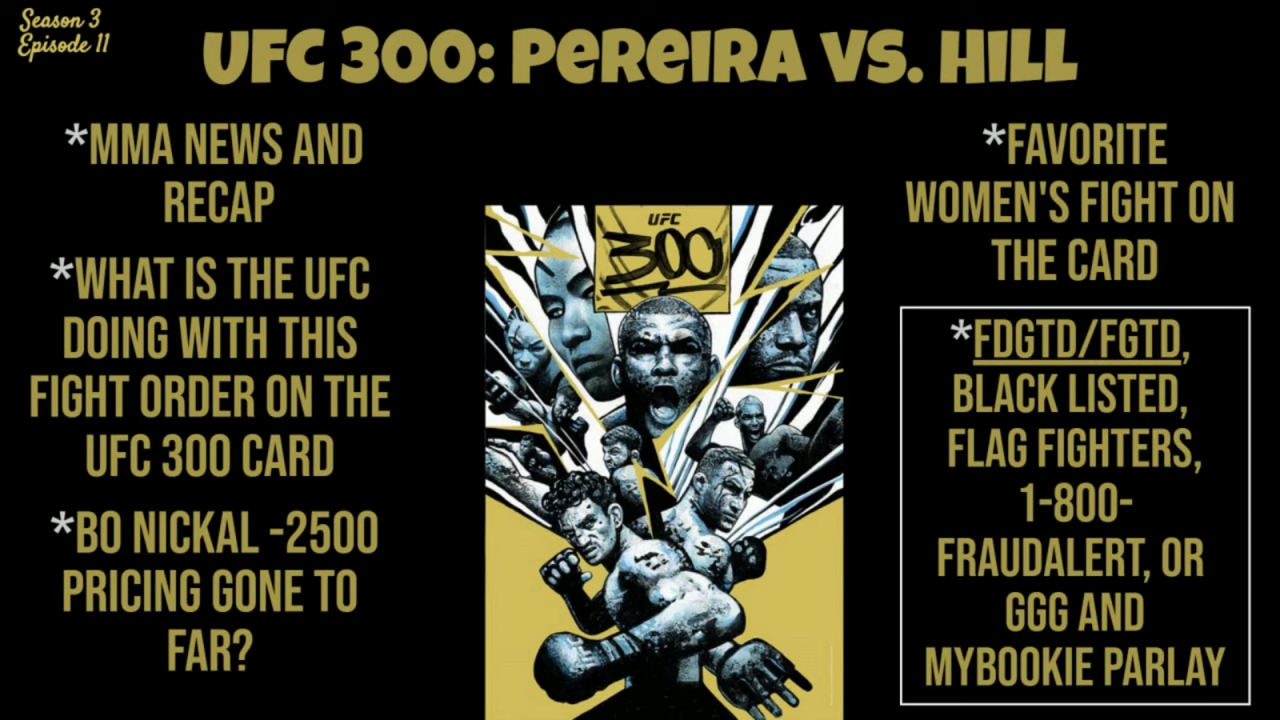 Season 3
Episode 11
UFC 300: PEREIRA VS. HILL
*MMA NEWS AND
RECAP
*WHAT IS THE UFC
DOING WITH THIS
FIGHT ORDER ON THE
UFC 300 CARD
*BO NICKAL -2500
PRICING GONE TO
FAR?
UFC
300
*FAVORITE
WOMEN'S FIGHT ON
THE CARD
*FDGTD/FGTD,
BLACK LISTED,
FLAG FIGHTERS,
1-800-
FRAUDALERT, OR
GGG AND
MYBOOKIE PARLAY